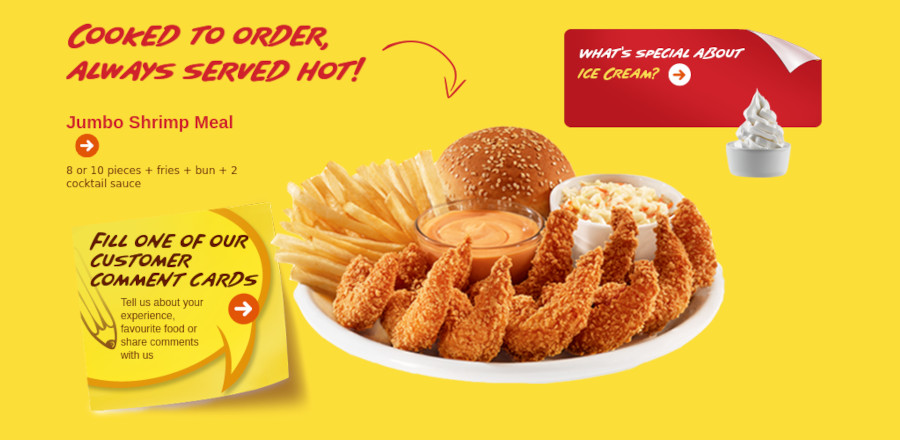 COOKED TO ORDER,
ALWAYS SERVED HOT!
Jumbo Shrimp Meal
8 or 10 pieces + fries + bun + 2
cocktail sauce
WHAT'S SPECIAL ABOUT
ICE CREAM?
FILL ONE OF OUR
CUSTOMER
COMMENT CARDS
Tell us about your
experience,
favourite food or
share comments
with us